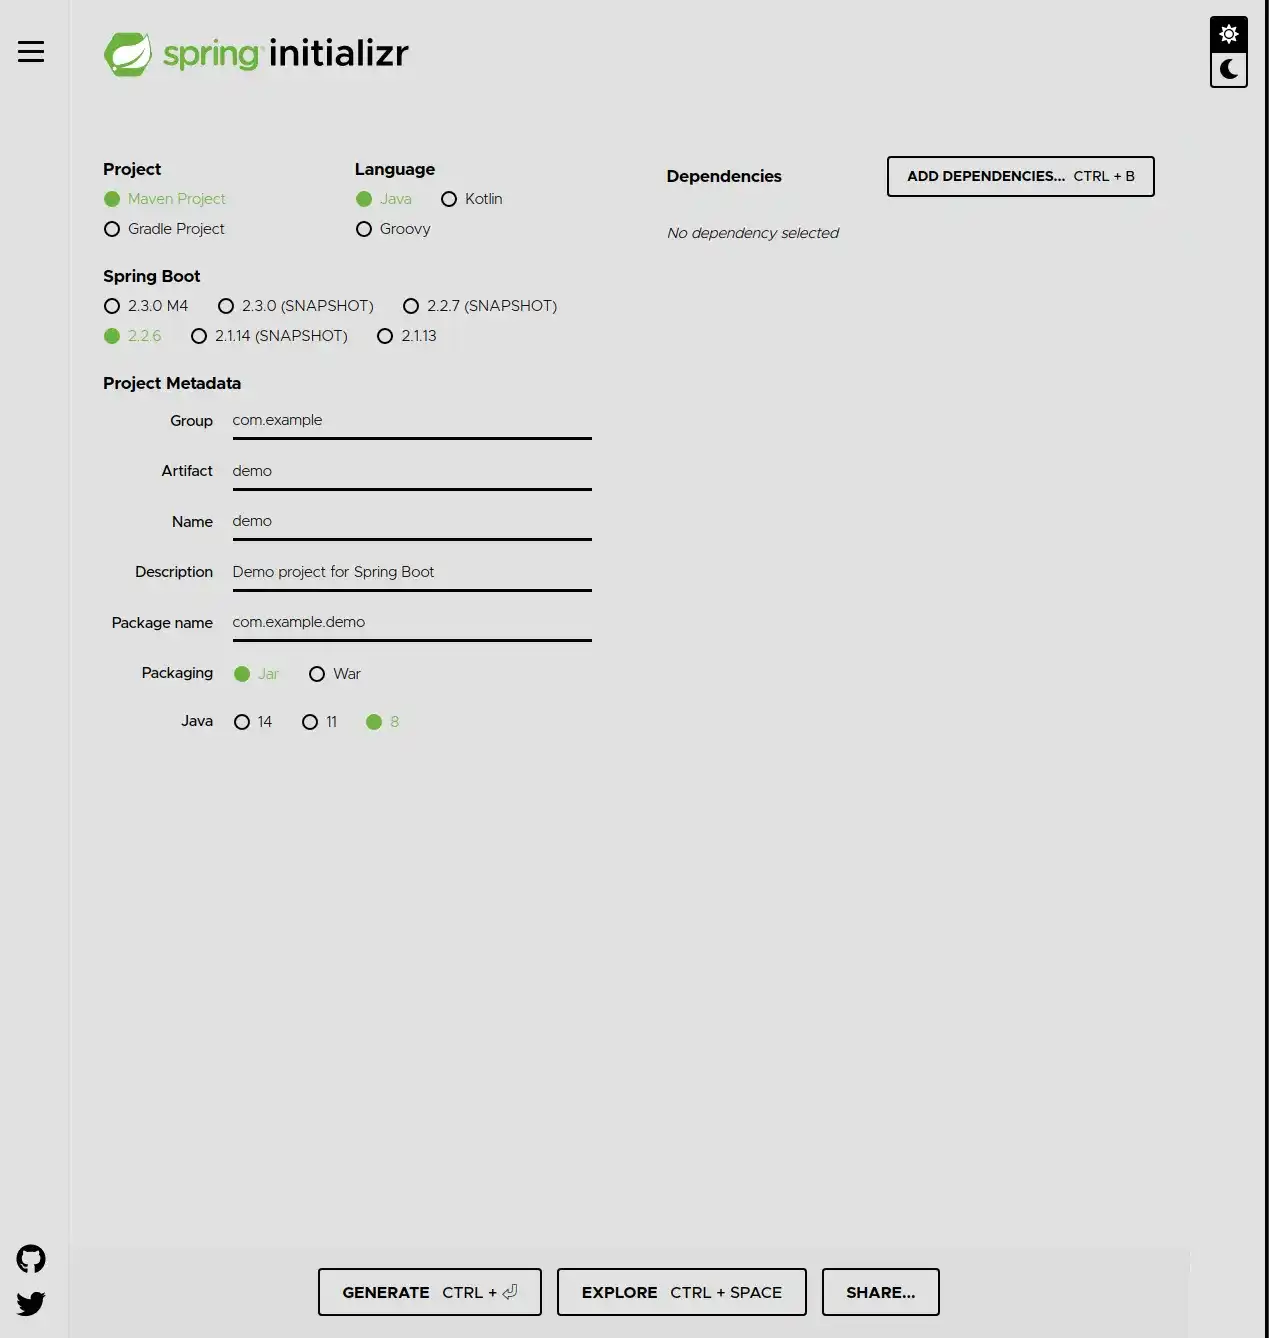 spring initializr
Project
Maven Project
Gradle Project
Language
Java Kotlin
Groovy
Spring Boot
2.3.0 M4 2.3.0 (SNAPSHOT) 2.2.7 (SNAPSHOT)
2.2.6 2.1.14 (SNAPSHOT) 2.1.13
Project Metadata
Group com.example
Artifact demo
Name demo
Description Demo project for Spring Boot
Package name com.example.demo
Packaging Jar War
Java 14 11 8
Dependencies ADD DEPENDENCIES... CTRL + B
No dependency selected
GENERATE CTRL + ⏎ EXPLORE CTRL + SPACE SHARE...